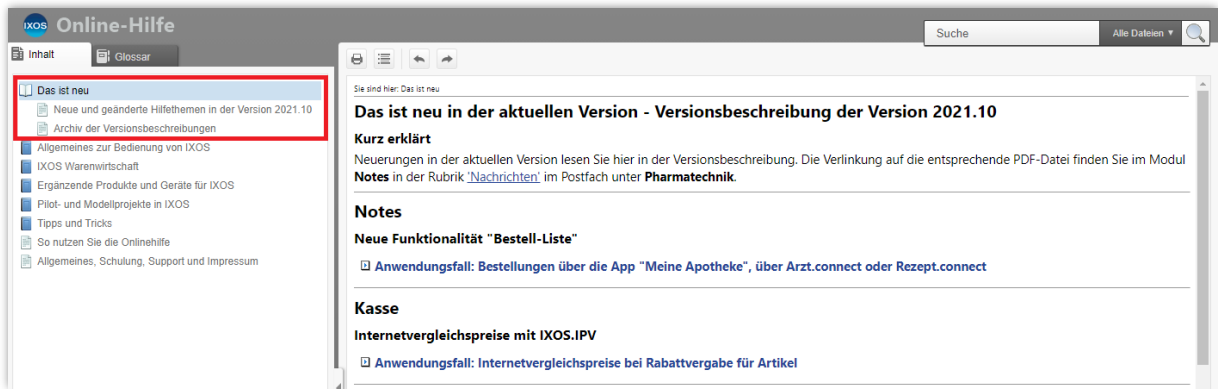 IXOS Online-Hilfe
Suche
Alle Dateien
Inhalt
Glossar
Das ist neu
Neue und geänderte Hilfethemen in der Version 2021.10
Archiv der Versionsbeschreibungen
Allgemeines zur Bedienung von IXOS
IXOS Warenwirtschaft
Ergänzende Produkte und Geräte für IXOS
Pilot- und Modellprojekte in IXOS
Tipps und Tricks
So nutzen Sie die Onlinehilfe
Allgemeines, Schulung, Support und Impressum
Sie sind hier: Das ist neu
Das ist neu in der aktuellen Version - Versionsbeschreibung der Version 2021.10
Kurz erklärt
Neuerungen in der aktuellen Version lesen Sie hier in der Versionsbeschreibung. Die Verlinkung auf die entsprechende PDF-Datei finden Sie im Modul
Notes in der Rubrik 'Nachrichten' im Postfach unter Pharmatechnik.
Notes
Neue Funktionalität "Bestell-Liste"
Anwendungsfall: Bestellungen über die App "Meine Apotheke", über Arzt.connect oder Rezept.connect
Kasse
Internetvergleichspreise mit IXOS.IPV
Anwendungsfall: Internetvergleichspreise bei Rabattvergabe für Artikel